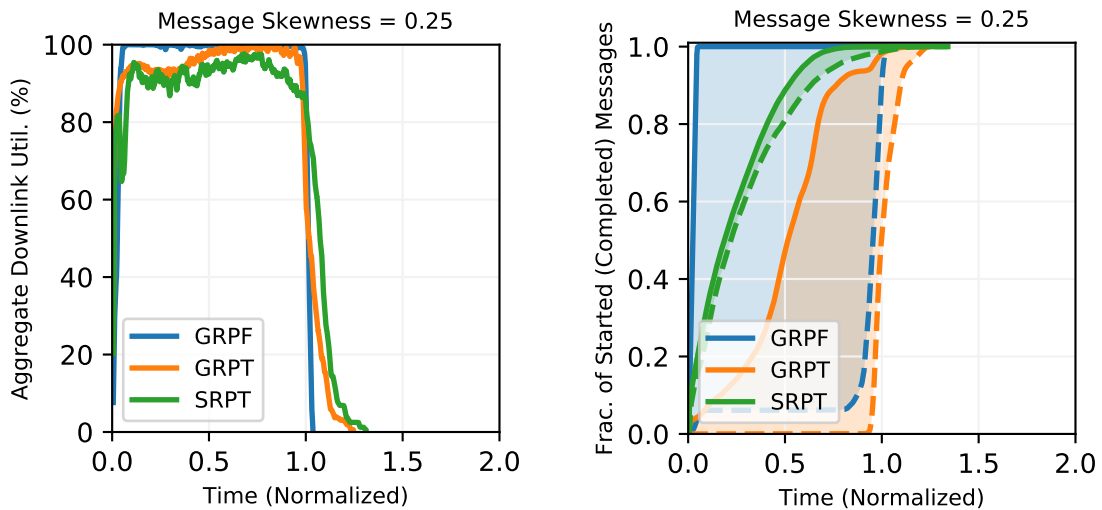 Message Skewness = 0.25
Aggregate Downlink Util. (%)
100
80
60
40
20
0
GRPF
GRPT
SRPT
0.0 0.5 1.0 1.5 2.0
Time (Normalized)
Message Skewness = 0.25
Frac. of Started (Completed) Messages
1.0
0.8
0.6
0.4
0.2
0.0
GRPF
GRPT
SRPT
0.0 0.5 1.0 1.5 2.0
Time (Normalized)